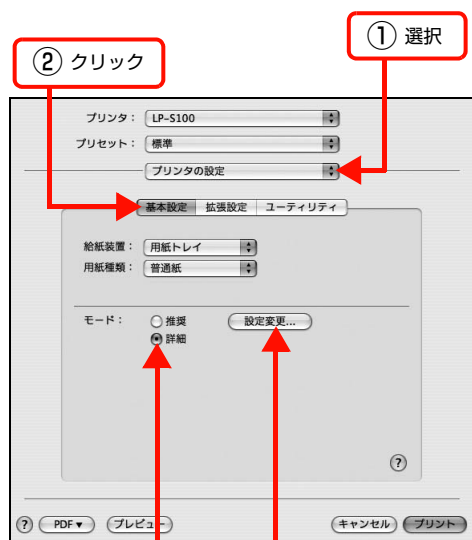 ① 選択
② クリック
プリンタ： LP-S100
プリセット： 標準
プリンタの設定
基本設定 拡張設定 ユーティリティ
給紙装置： 用紙トレイ
用紙種類： 普通紙
モード： 推奨 設定変更...
詳細
?
? PDF▼ プレビュー キャンセル プリント